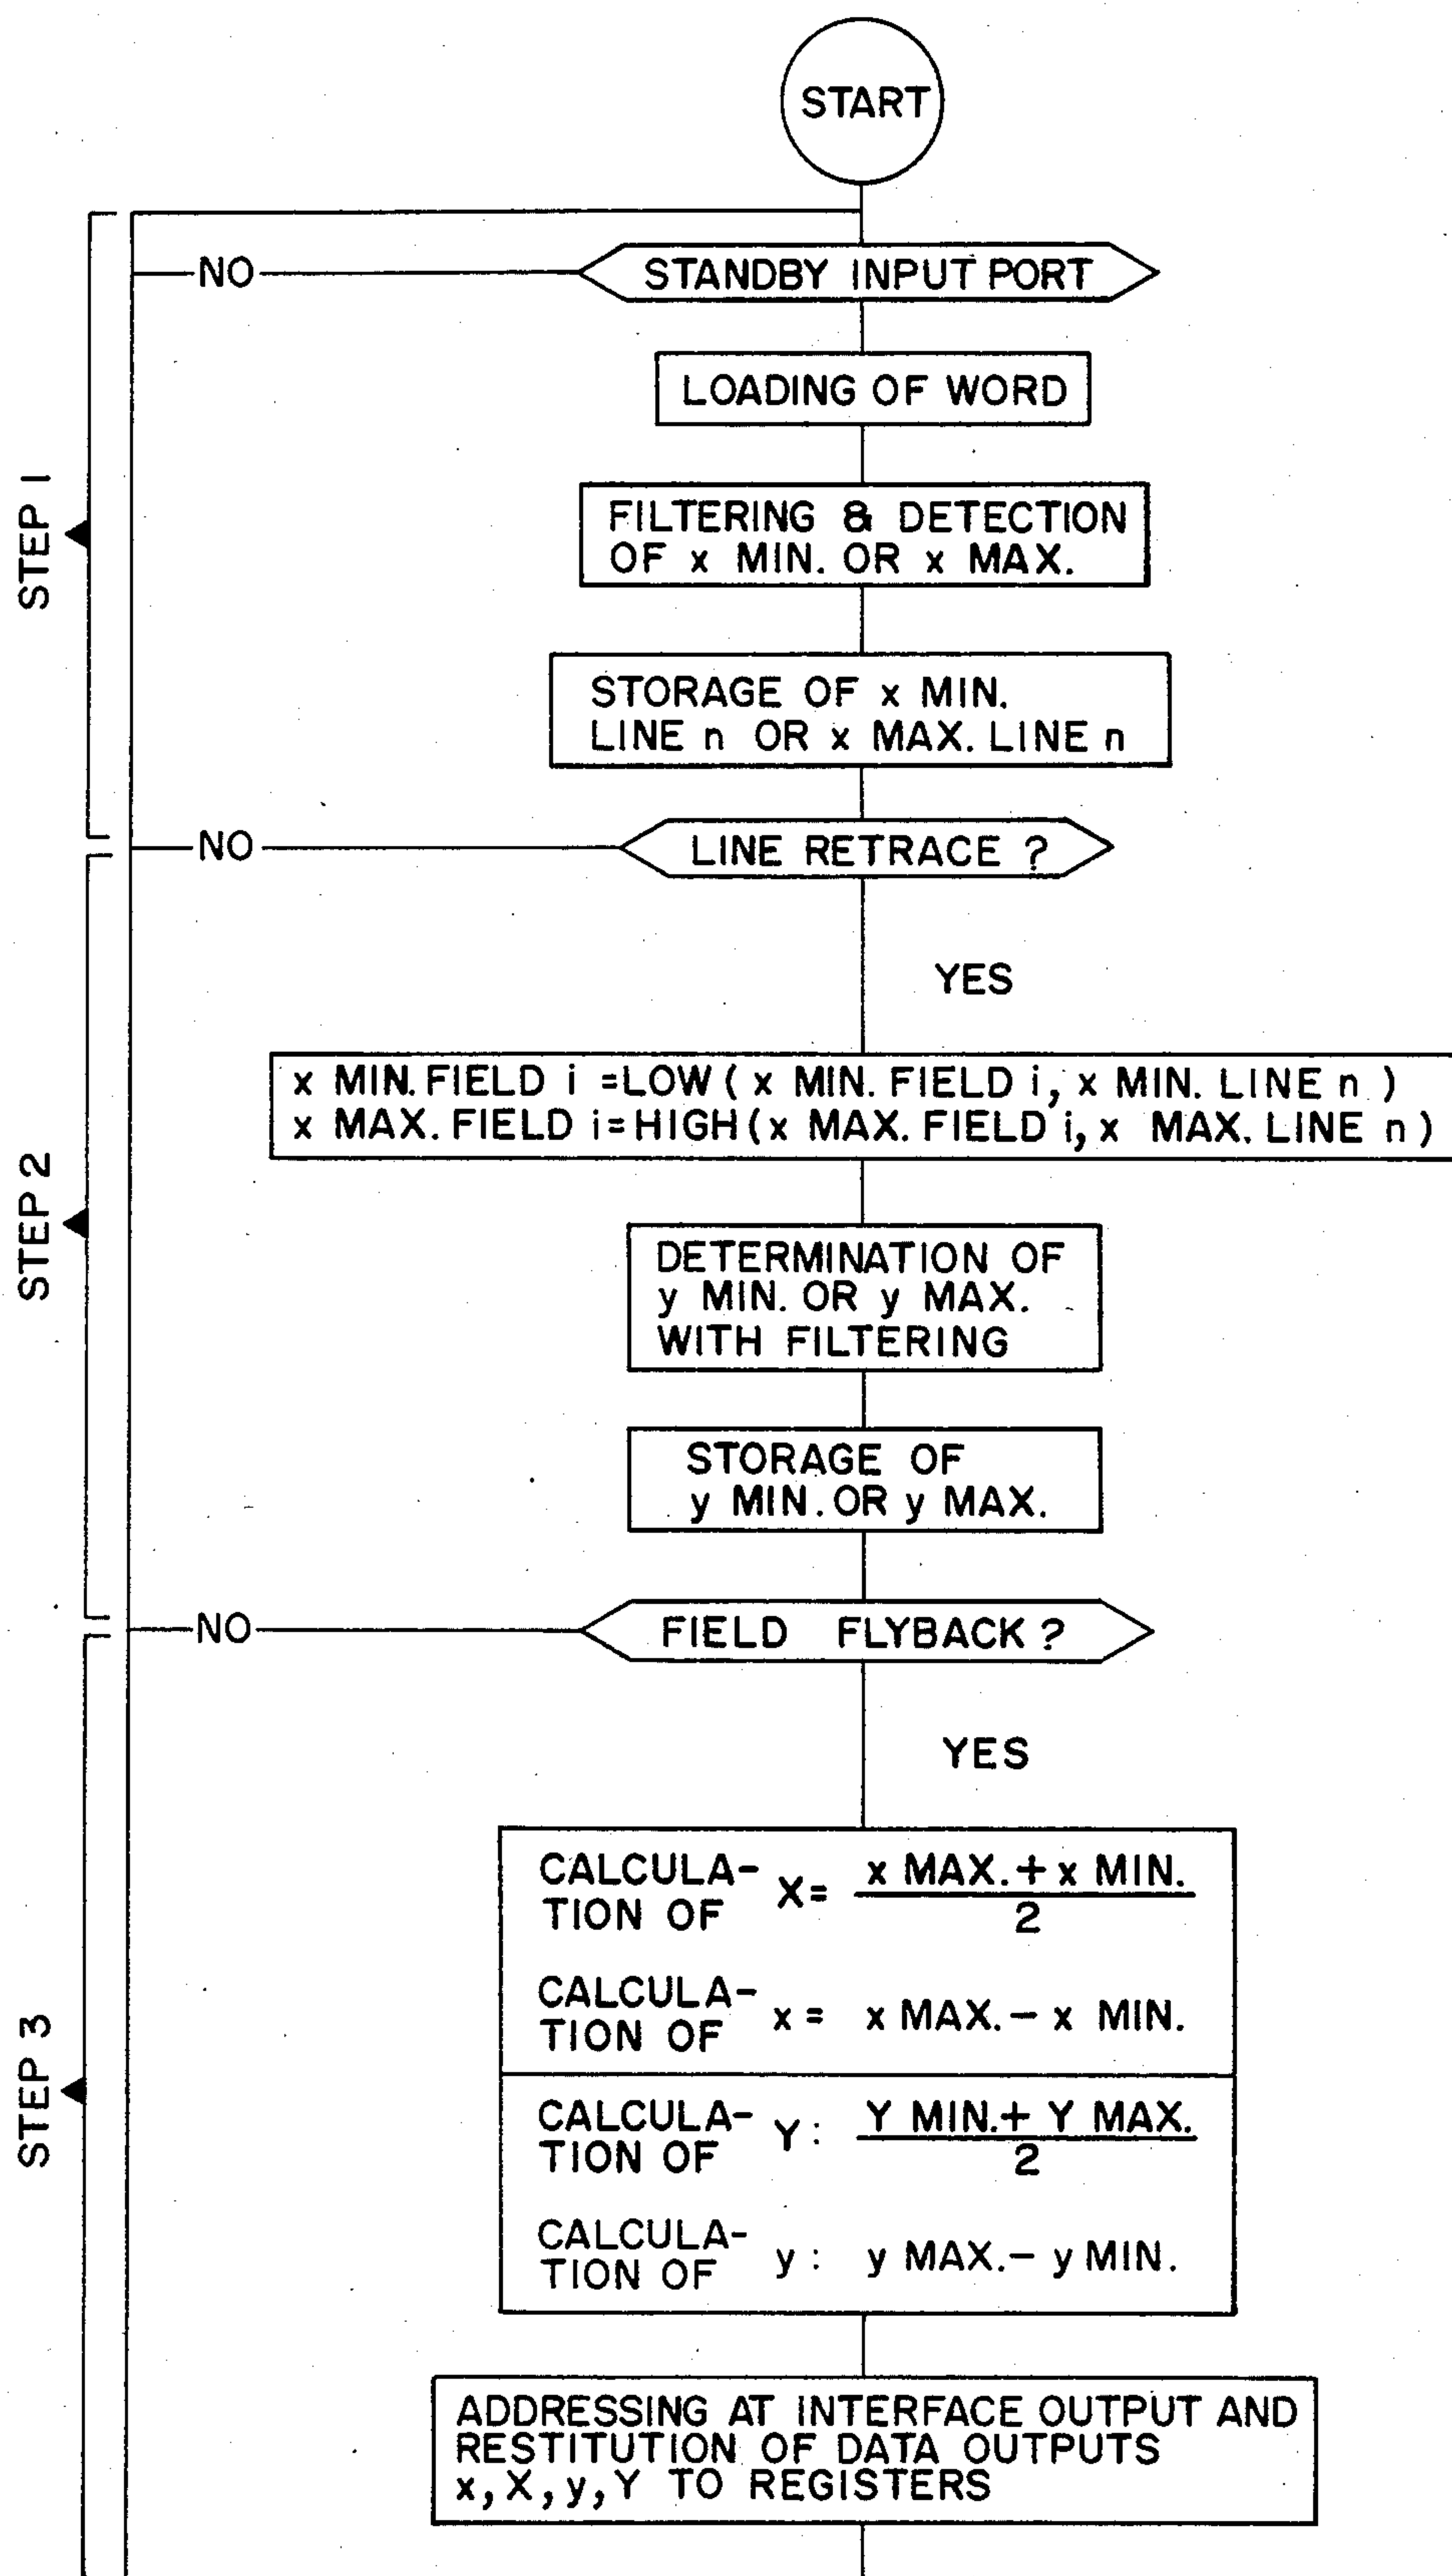 START
NO
STANDBY INPUT PORT
LOADING OF WORD
STEP 1
FILTERING & DETECTION
OF x MIN. OR x MAX.
STORAGE OF x MIN.
LINE n OR x MAX. LINE n
NO
LINE RETRACE ?
YES
x MIN. FIELD i =LOW ( x MIN. FIELD i, x MIN. LINE n )
x MAX. FIELD i=HIGH (x MAX. FIELD i, x MAX. LINE n )
STEP 2
DETERMINATION OF
y MIN. OR y MAX.
WITH FILTERING
STORAGE OF
y MIN. OR y MAX.
NO
FIELD FLYBACK ?
YES
CALCULA-
TION OF
X= x MAX. + x MIN.
2
CALCULA-
TION OF
x = x MAX. - x MIN.
STEP 3
CALCULA-
TION OF
Y: Y MIN. + Y MAX.
2
CALCULA-
TION OF
y : y MAX. - y MIN.
ADDRESSING AT INTERFACE OUTPUT AND
RESTITUTION OF DATA OUTPUTS
x, X, y, Y TO REGISTERS